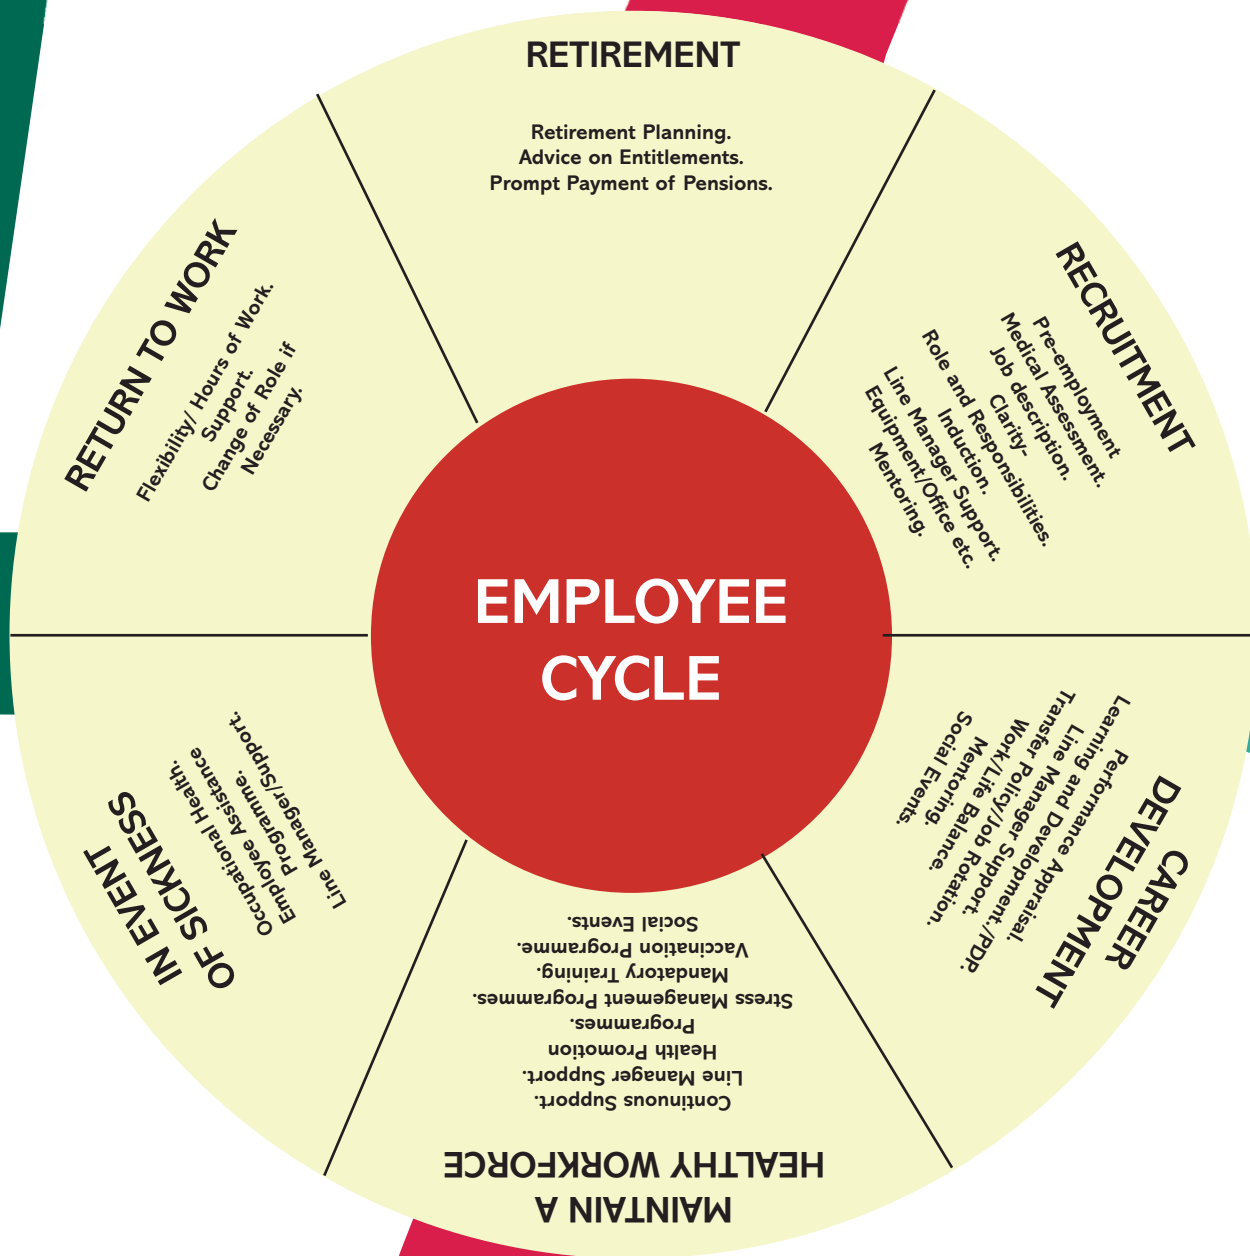 RETIREMENT
Retirement Planning.
Advice on Entitlements.
Prompt Payment of Pensions.
RECRUITMENT
Pre-employment
Medical Assessment.
Job description.
Clarity-
Role and Responsibilities.
Induction.
Line Manager Support.
Equipment/Office etc.
Mentoring.
CAREER
DEVELOPMENT
Performance Appraisal.
Learning and Development./PDP.
Line Manager Support.
Transfer Policy/Job Rotation.
Work/Life Balance.
Mentoring.
Social Events.
MAINTAIN A
HEALTHY WORKFORCE
Continuous Support.
Line Manager Support.
Health Promotion
Programmes.
Stress Management Programmes.
Mandatory Training.
Vaccination Programme.
Social Events.
IN EVENT
OF SICKNESS
Occupational Health.
Employee Assistance
Programme.
Line Manager/Support.
RETURN TO WORK
Flexibility/ Hours of Work.
Support.
Change of Role if
Necessary.
EMPLOYEE
CYCLE